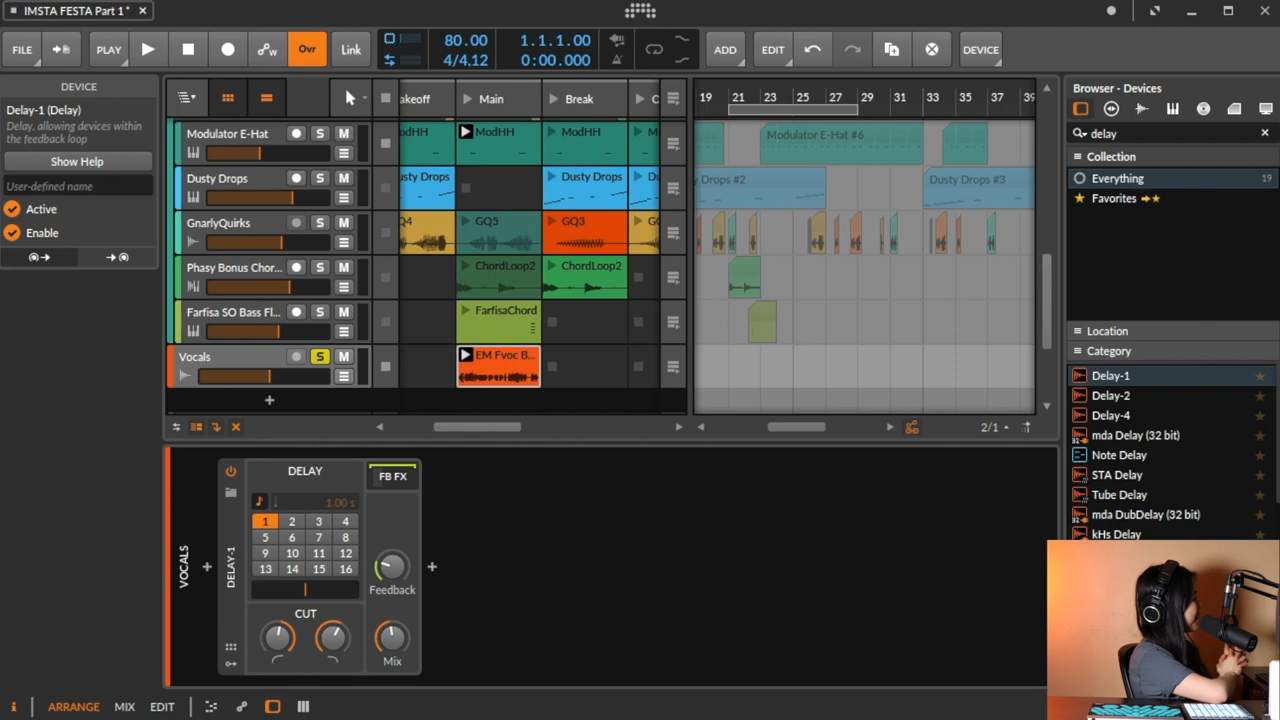 IMSTA FESTA Part 1 *
FILE
PLAY
Ovr
Link
80.00
4/4,12
1.1.1.00
0:00.000
ADD
EDIT
DEVICE
DEVICE
Delay-1 (Delay)
Delay, allowing devices within
the feedback loop
Show Help
User-defined name
Active
Enable
akeoff
Main
Break
19
21
23
25
27
29
31
33
35
37
39
Modulator E-Hat
S
M
odHH
ModHH
ModHH
Modulator E-Hat #6
Dusty Drops
S
M
usty Drops
Dusty Drops
y Drops #2
Dusty Drops #3
GnarlyQuirks
S
M
Q4
GQ5
GQ3
Phasy Bonus Chor...
S
M
ChordLoop2
ChordLoop2
Farfisa SO Bass Fl...
S
M
FarfisaChord
Vocals
S
M
EM Fvoc B...
2/1
Browser - Devices
delay
Collection
Everything
19
Favorites
Location
Category
Delay-1
Delay-2
Delay-4
mda Delay (32 bit)
Note Delay
STA Delay
Tube Delay
mda DubDelay (32 bit)
kHs Delay
VOCALS
DELAY-1
DELAY
FB FX
1.00 s
1 2 3 4
5 6 7 8
9 10 11 12
13 14 15 16
Feedback
CUT
Mix
i
ARRANGE
MIX
EDIT